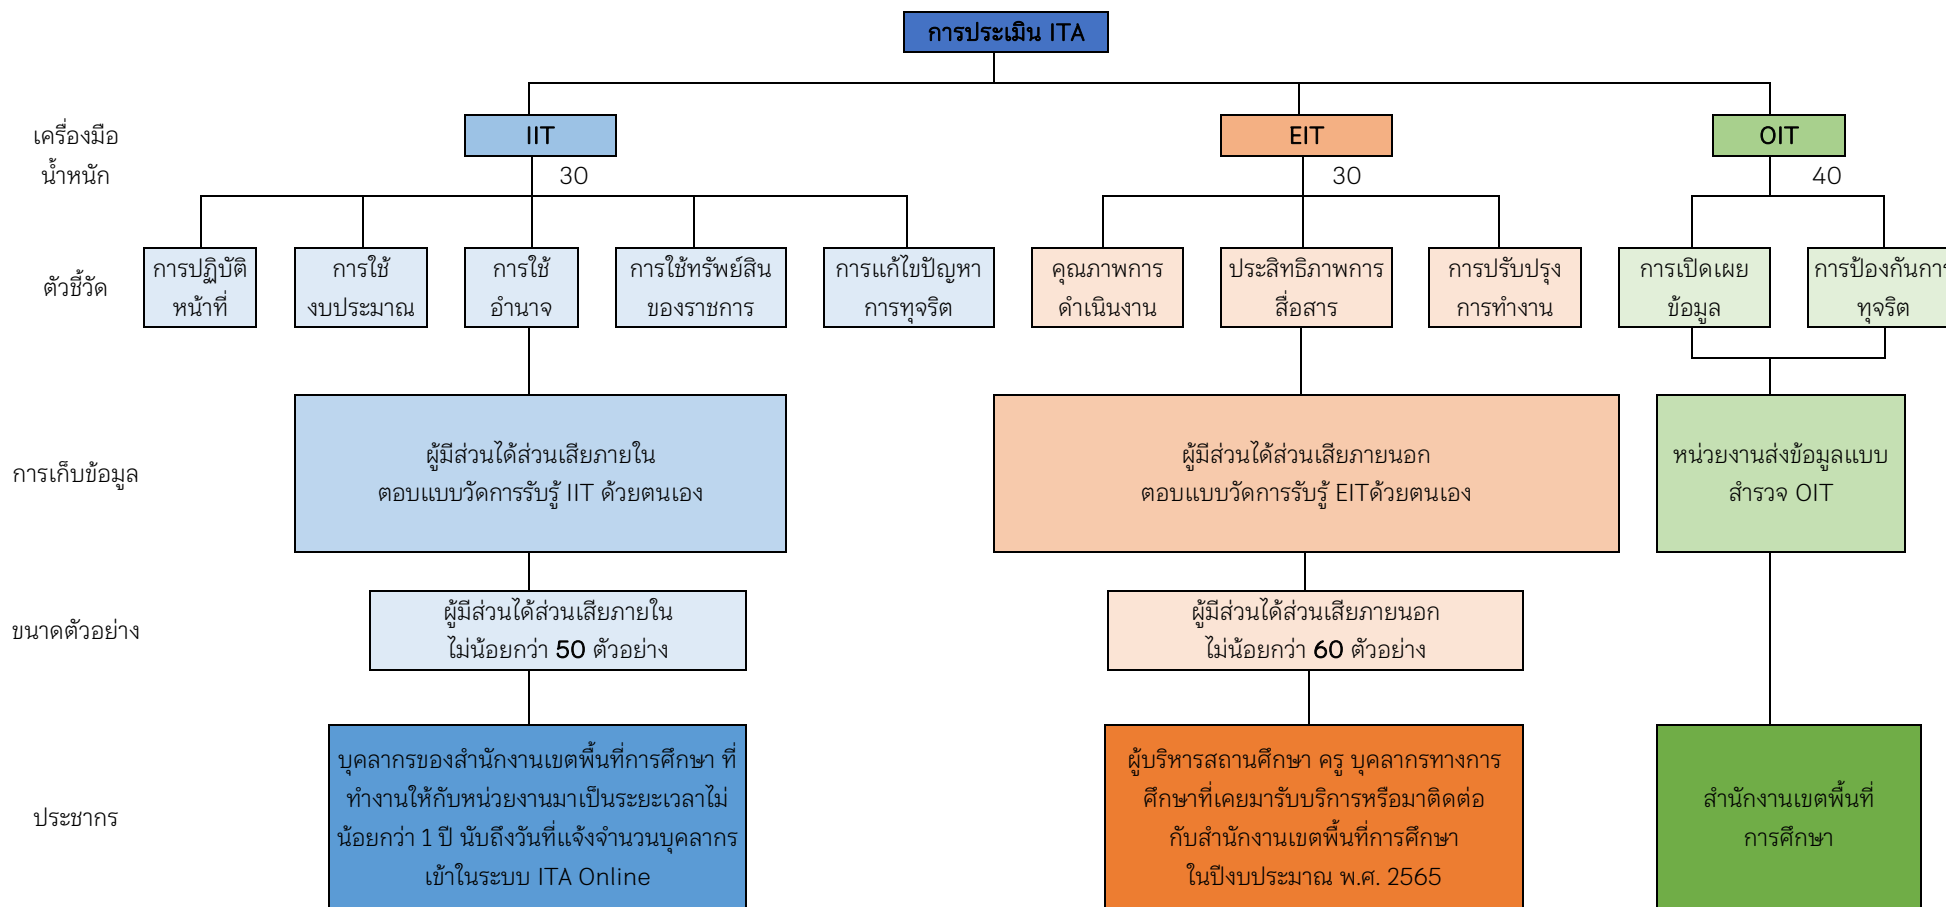 การประเมิน ITA
เครื่องมือ
IIT
EIT
OIT
น้ำหนัก
30
30
40
ตัวชี้วัด
การปฏิบัติ
หน้าที่
การใช้
งบประมาณ
การใช้
อำนาจ
การใช้ทรัพย์สิน
ของราชการ
การแก้ไขปัญหา
การทุจริต
คุณภาพการ
ดำเนินงาน
ประสิทธิภาพการ
สื่อสาร
การปรับปรุง
การทำงาน
การเปิดเผย
ข้อมูล
การป้องกันการ
ทุจริต
การเก็บข้อมูล
ผู้มีส่วนได้ส่วนเสียภายใน
ตอบแบบวัดการรับรู้ IIT ด้วยตนเอง
ผู้มีส่วนได้ส่วนเสียภายนอก
ตอบแบบวัดการรับรู้ EITด้วยตนเอง
หน่วยงานส่งข้อมูลแบบ
สำรวจ OIT
ขนาดตัวอย่าง
ผู้มีส่วนได้ส่วนเสียภายใน
ไม่น้อยกว่า 50 ตัวอย่าง
ผู้มีส่วนได้ส่วนเสียภายนอก
ไม่น้อยกว่า 60 ตัวอย่าง
ประชากร
บุคลากรของสำนักงานเขตพื้นที่การศึกษา ที่
ทำงานให้กับหน่วยงานมาเป็นระยะเวลาไม่
น้อยกว่า 1 ปี นับถึงวันที่แจ้งจำนวนบุคลากร
เข้าในระบบ ITA Online
ผู้บริหารสถานศึกษา ครู บุคลากรทางการ
ศึกษาที่เคยมารับบริการหรือมาติดต่อ
กับสำนักงานเขตพื้นที่การศึกษา
ในปีงบประมาณ พ.ศ. 2565
สำนักงานเขตพื้นที่
การศึกษา